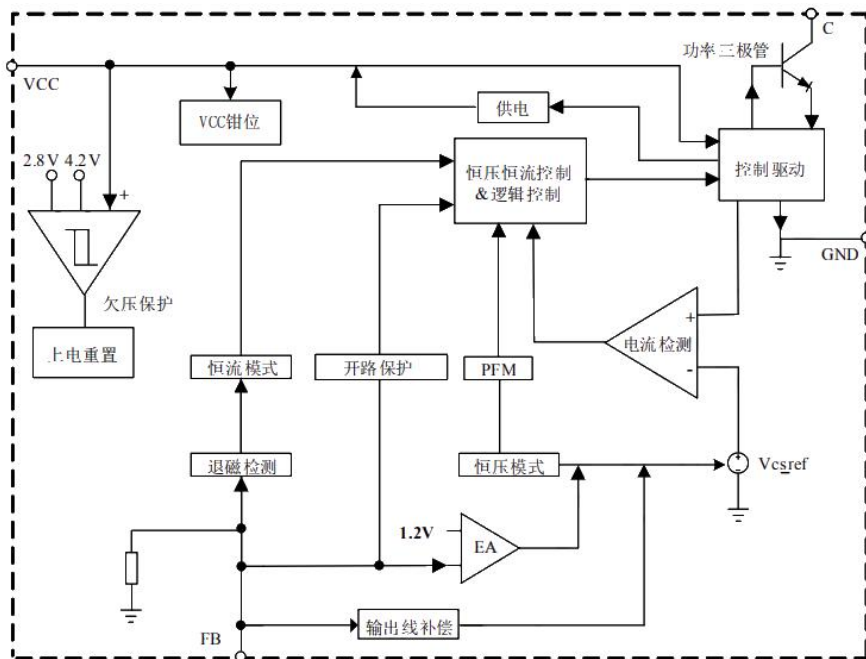 C
功率三极管
VCC
供电
VCC钳位
2.8V 4.2V
恒压恒流控制
&逻辑控制
控制驱动
+
GND
欠压保护
上电重置
+
电流检测
-
恒流模式
开路保护
PFM
退磁检测
恒压模式
Vcsref
1.2V
EA
FB
输出线补偿